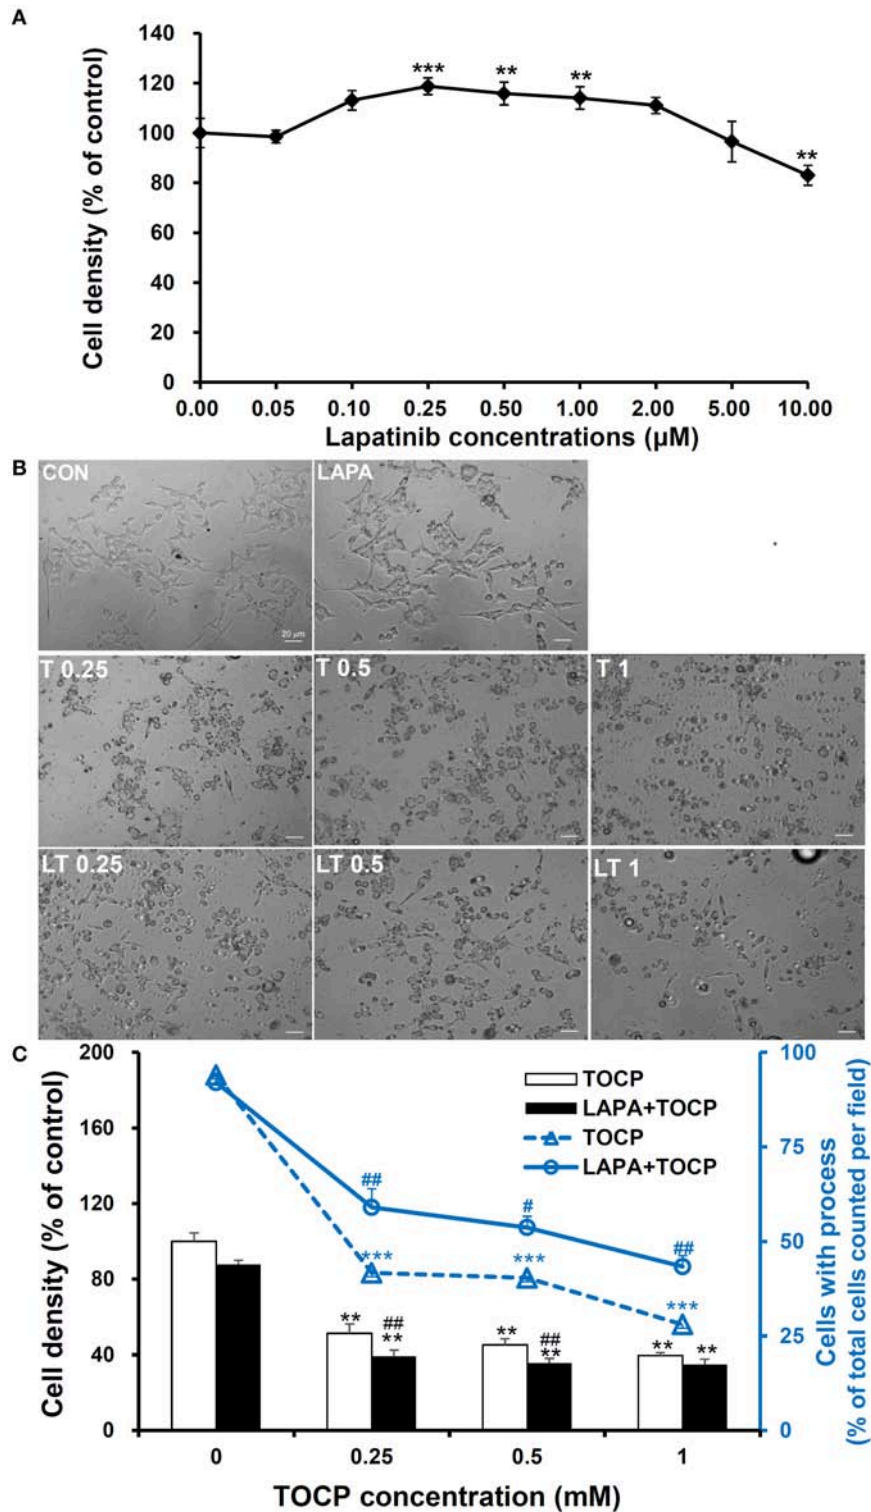 A
Cell density (% of control)
140
120
100
80
60
40
20
0
*** ** ** **
0.00 0.05 0.10 0.25 0.50 1.00 2.00 5.00 10.00
Lapatinib concentrations (µM)
B
CON LAPA
20 µm
T 0.25 T 0.5 T 1
LT 0.25 LT 0.5 LT 1
C
Cell density (% of control)
200
160
120
80
40
0
TOCP
LAPA+TOCP
TOCP
LAPA+TOCP
## # ##
*** *** ***
** ## ** ** ## ** ** **
100
75
50
25
0
Cells with process
(% of total cells counted per field)
0 0.25 0.5 1
TOCP concentration (mM)